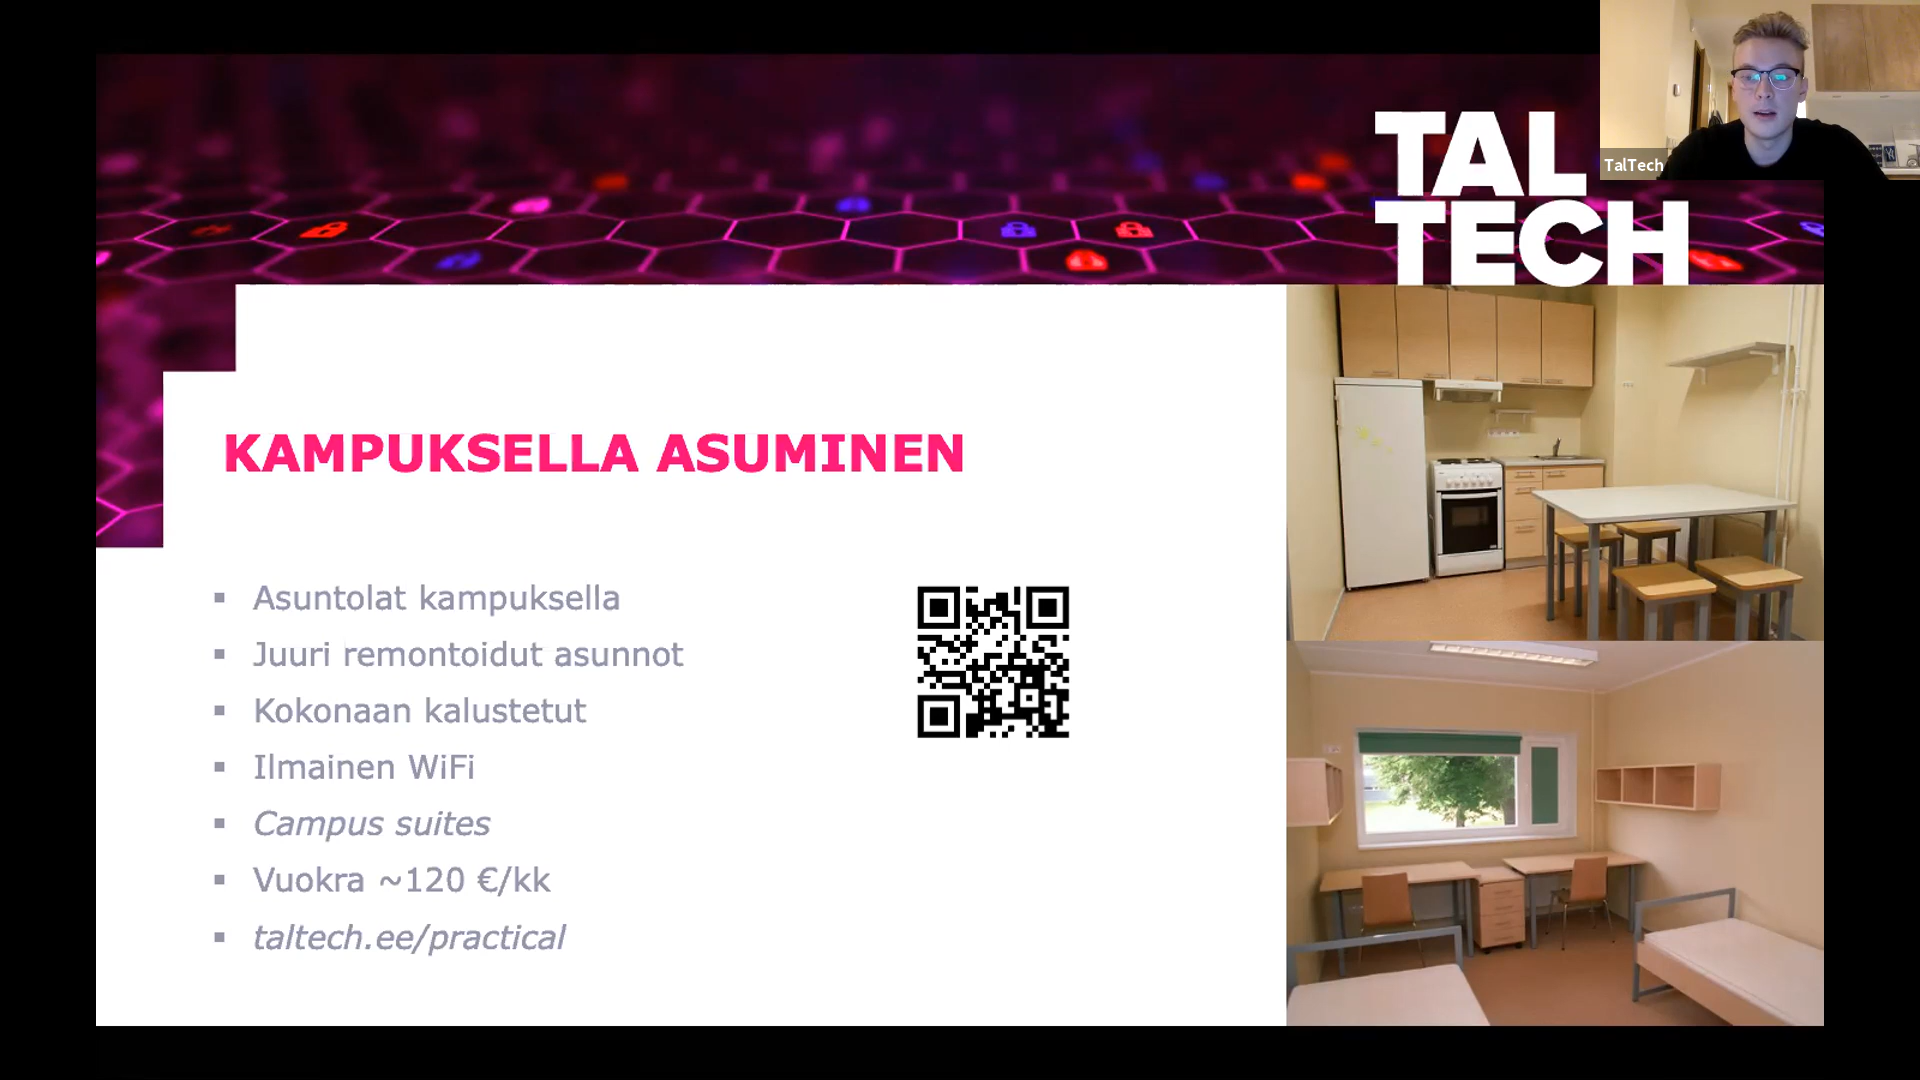 TAL
TECH
TalTech
KAMPUKSELLA ASUMINEN
▪ Asuntolat kampuksella
▪ Juuri remontoidut asunnot
▪ Kokonaan kalustetut
▪ Ilmainen WiFi
▪ Campus suites
▪ Vuokra ~120 €/kk
▪ taltech.ee/practical